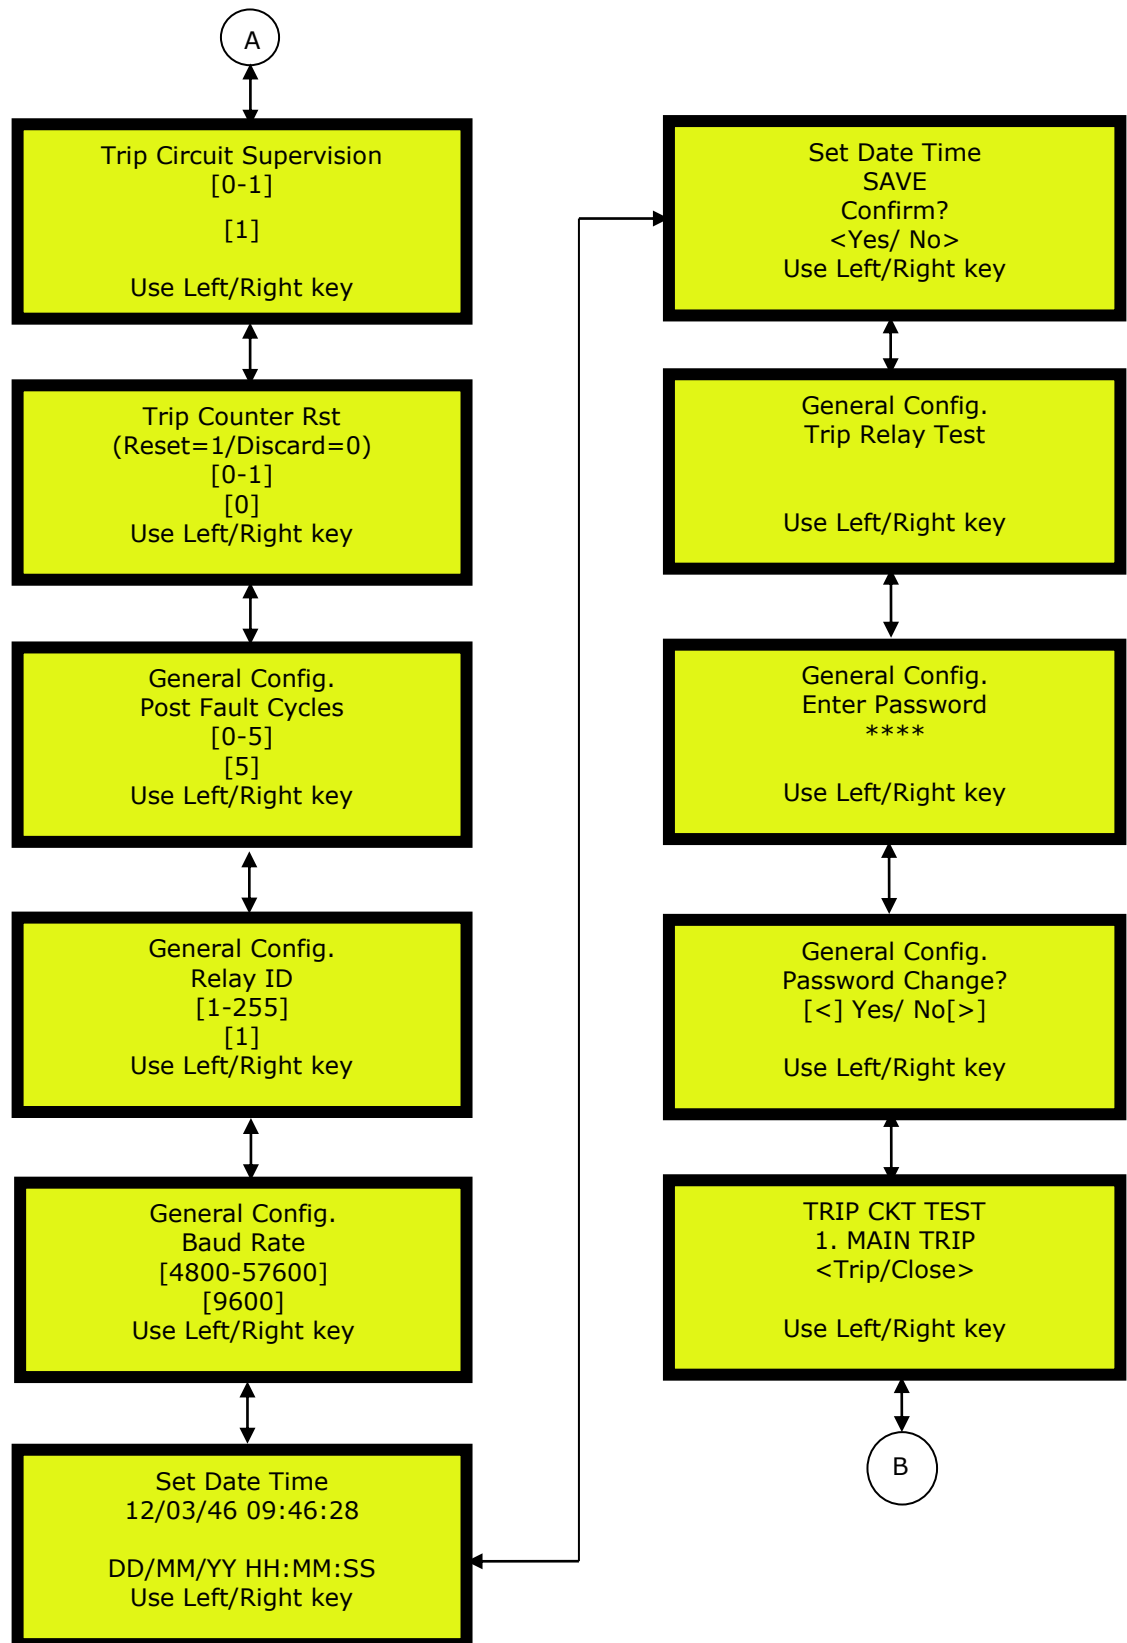 A
Trip Circuit Supervision
[0-1]
[1]
Use Left/Right key
Trip Counter Rst
(Reset=1/Discard=0)
[0-1]
[0]
Use Left/Right key
General Config.
Post Fault Cycles
[0-5]
[5]
Use Left/Right key
General Config.
Relay ID
[1-255]
[1]
Use Left/Right key
General Config.
Baud Rate
[4800-57600]
[9600]
Use Left/Right key
Set Date Time
12/03/46 09:46:28
DD/MM/YY HH:MM:SS
Use Left/Right key
Set Date Time
SAVE
Confirm?
<Yes/ No>
Use Left/Right key
General Config.
Trip Relay Test
Use Left/Right key
General Config.
Enter Password
****
Use Left/Right key
General Config.
Password Change?
[<] Yes/ No[>]
Use Left/Right key
TRIP CKT TEST
1. MAIN TRIP
<Trip/Close>
Use Left/Right key
B